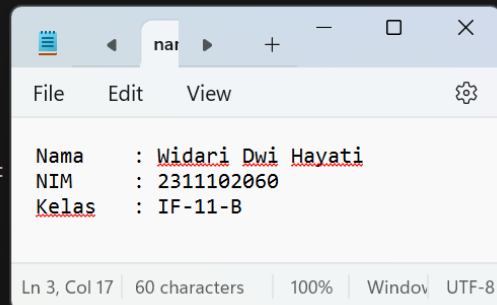 nar
File Edit View
Nama : Widari Dwi Hayati
NIM : 2311102060
Kelas : IF-11-B
Ln 3, Col 17 60 characters 100% Window UTF-8